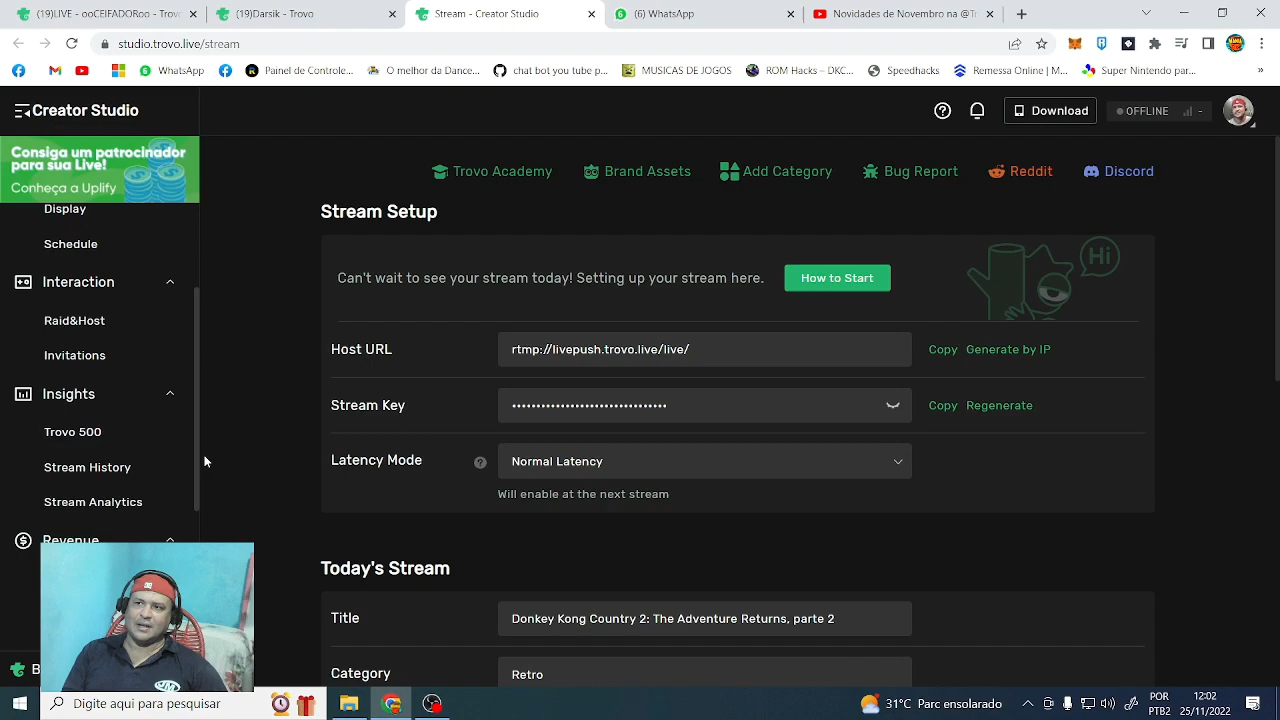 (19)LIVE - ooCEIFADORoo - Trovo
(19)Darsik - Trovo
Stream - Creator Studio
(6) WhatsApp
Novidades de Novembro na @Tr
studio.trovo.live/stream
WhatsApp
Painel de Controle...
O melhor da Dance...
chatbot you the p...
MUSICAS DE JOGOS
ROM Hacks – DKC...
Speedhacks
Remessa Online | M...
Super Nintendo par...
»
Creator Studio
Download
OFFLINE
-
Consiga um patrocinador
para sua Live!
Conheça a Uplify
Trovo Academy
Brand Assets
Add Category
Bug Report
Reddit
Discord
Display
Schedule
Interaction
Raid&Host
Invitations
Insights
Trovo 500
Stream History
Stream Analytics
Revenue
B
Stream Setup
Can't wait to see your stream today! Setting up your stream here.
How to Start
Hi
Host URL
rtmp://livepush.trovo.live/live/
Copy
Generate by IP
Stream Key
•••••••••••••••••••••••••••••••••
Copy
Regenerate
Latency Mode
Normal Latency
Will enable at the next stream
Today's Stream
Title
Donkey Kong Country 2: The Adventure Returns, parte 2
Category
Retro
Digite aqui para pesquisar
31°C Parc ensolarado
POR
PTB2
12:02
25/11/2022